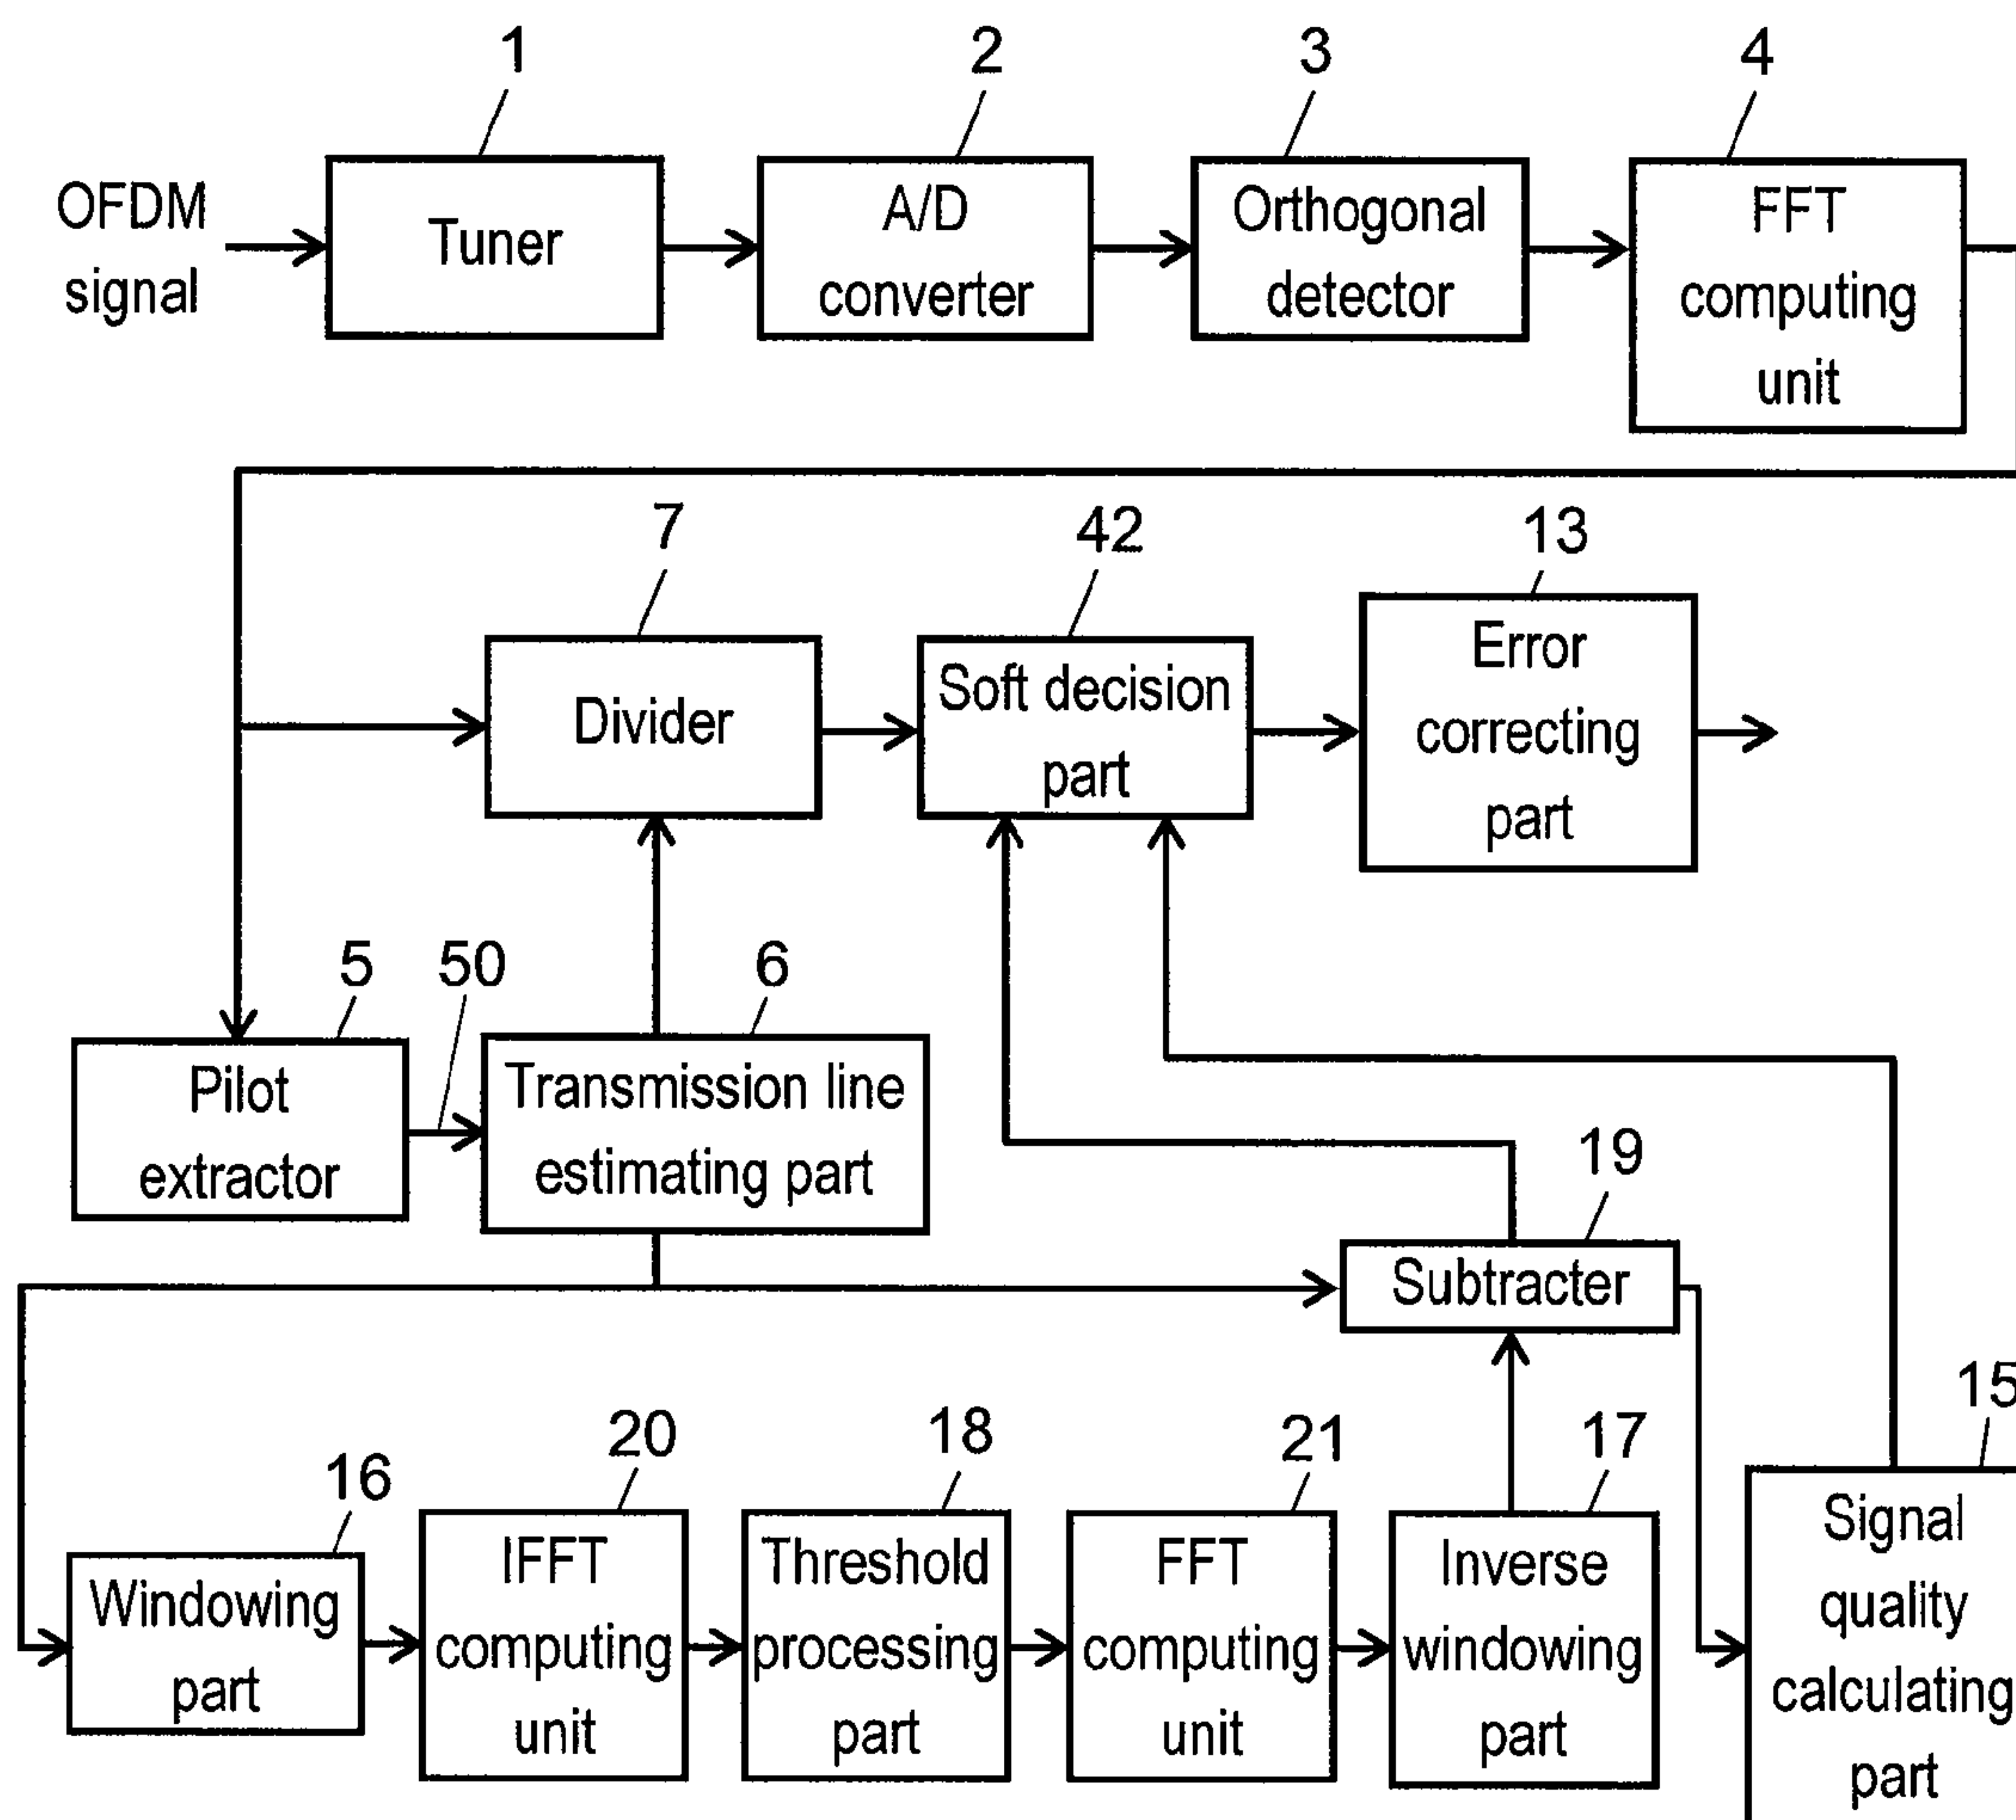 1
2
3
4
OFDM
signal
Tuner
A/D
converter
Orthogonal
detector
FFT
computing
unit
7
42
13
Divider
Soft decision
part
Error
correcting
part
5
50
6
Pilot
extractor
Transmission line
estimating part
19
Subtracter
15
16
20
18
21
17
Windowing
part
IFFT
computing
unit
Threshold
processing
part
FFT
computing
unit
Inverse
windowing
part
Signal
quality
calculating
part